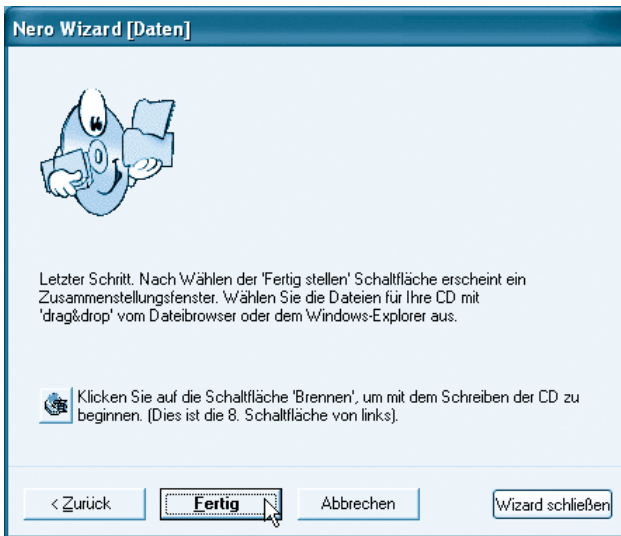 Nero Wizard [Daten]
Letzter Schritt. Nach Wählen der 'Fertig stellen' Schaltfläche erscheint ein
Zusammenstellungsfenster. Wählen Sie die Dateien für Ihre CD mit
'drag&drop' vom Dateibrowser oder dem Windows-Explorer aus.
Klicken Sie auf die Schaltfläche 'Brennen', um mit dem Schreiben der CD zu
beginnen. (Dies ist die 8. Schaltfläche von links).
< Zurück Fertig Abbrechen Wizard schließen